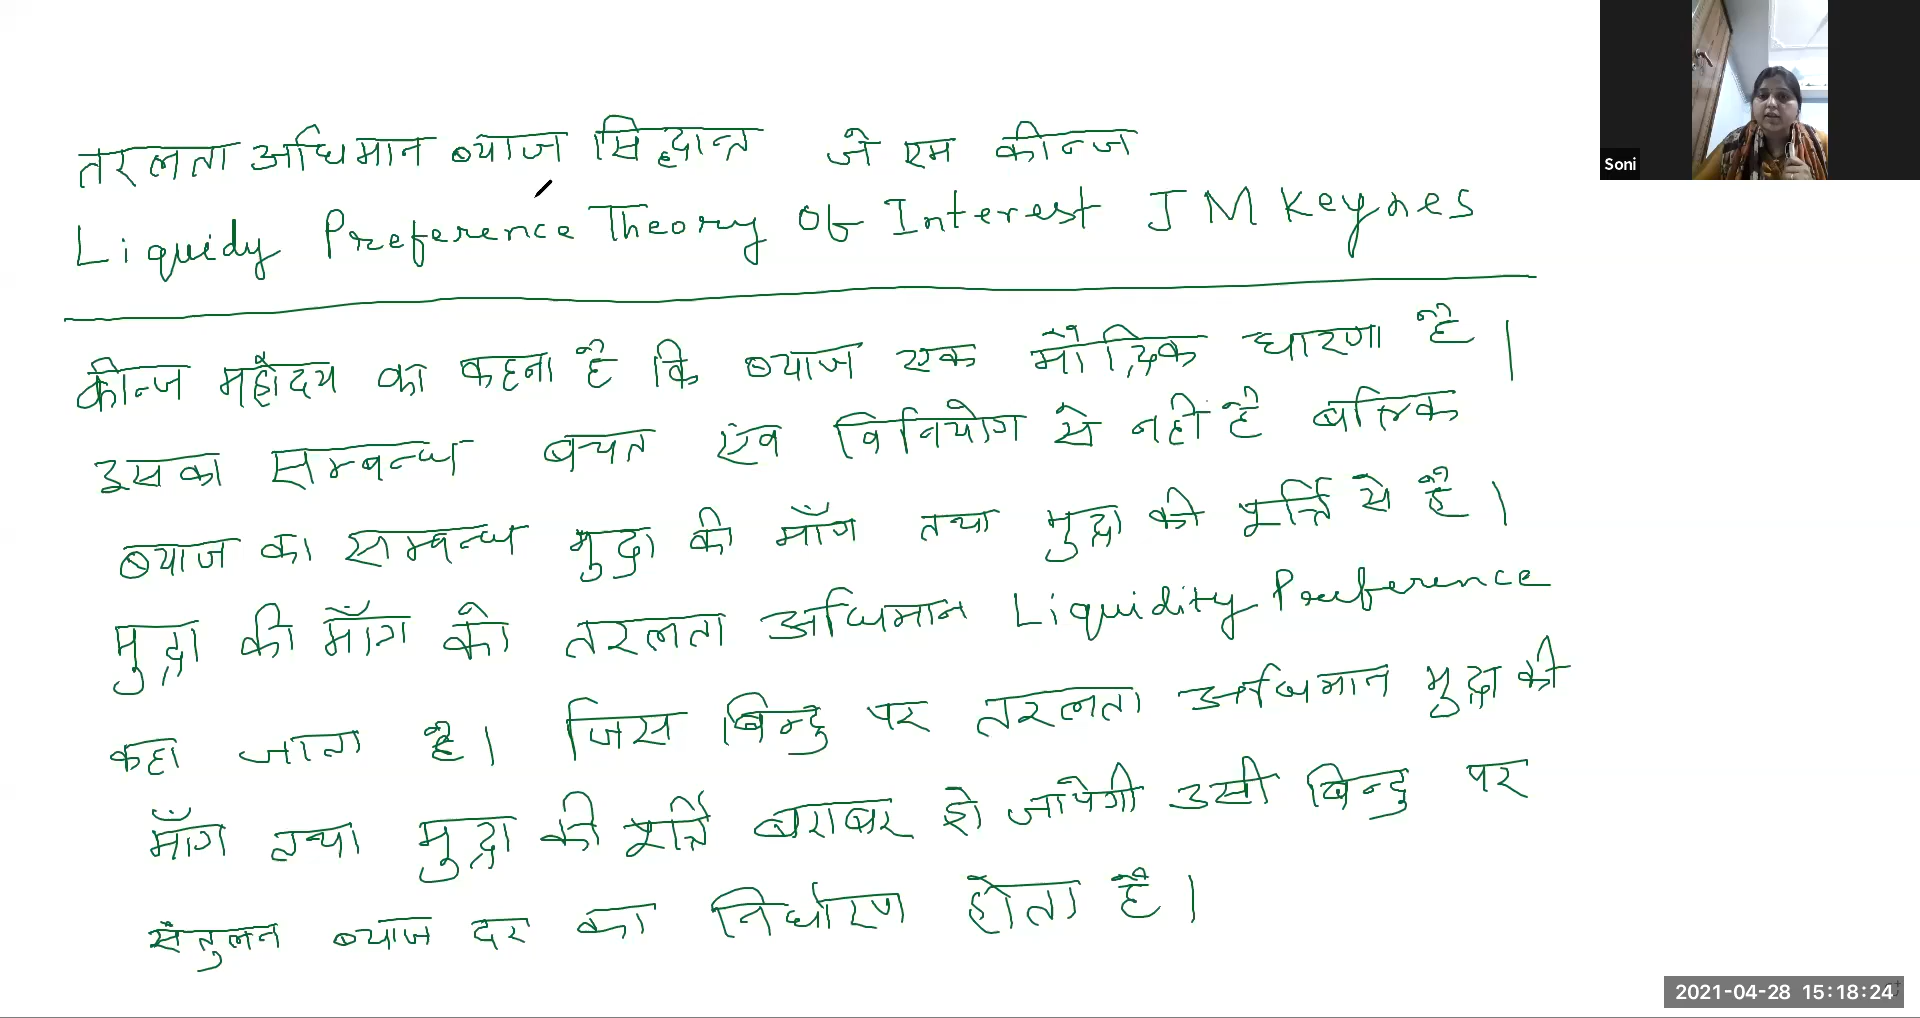 तरलता अधिमान ब्याज सिद्धान्त जे एम कीन्ज
Liquidy Preference Theory Of Interest J M Keynes
कीन्ज महोदय का कहना है कि ब्याज एक मौद्रिक धारणा है।
उसका सम्बन्ध बचत एंव विनियोग से नही है बल्कि
ब्याज का सम्बन्ध मुद्रा की माँग तथा मुद्रा की पूर्त्ति से है।
मुद्रा की माँग को तरलता अधिमान Liquidity Preference
कहा जाता है। जिस बिन्दु पर तरलता अधिमान मुद्रा की
माँग तथा मुद्रा की पूर्त्ति बराबर हो जायेगी उसी बिन्दु पर
संतुलन ब्याज दर का निर्धारण होता है।
Soni
2021-04-28 15:18:24